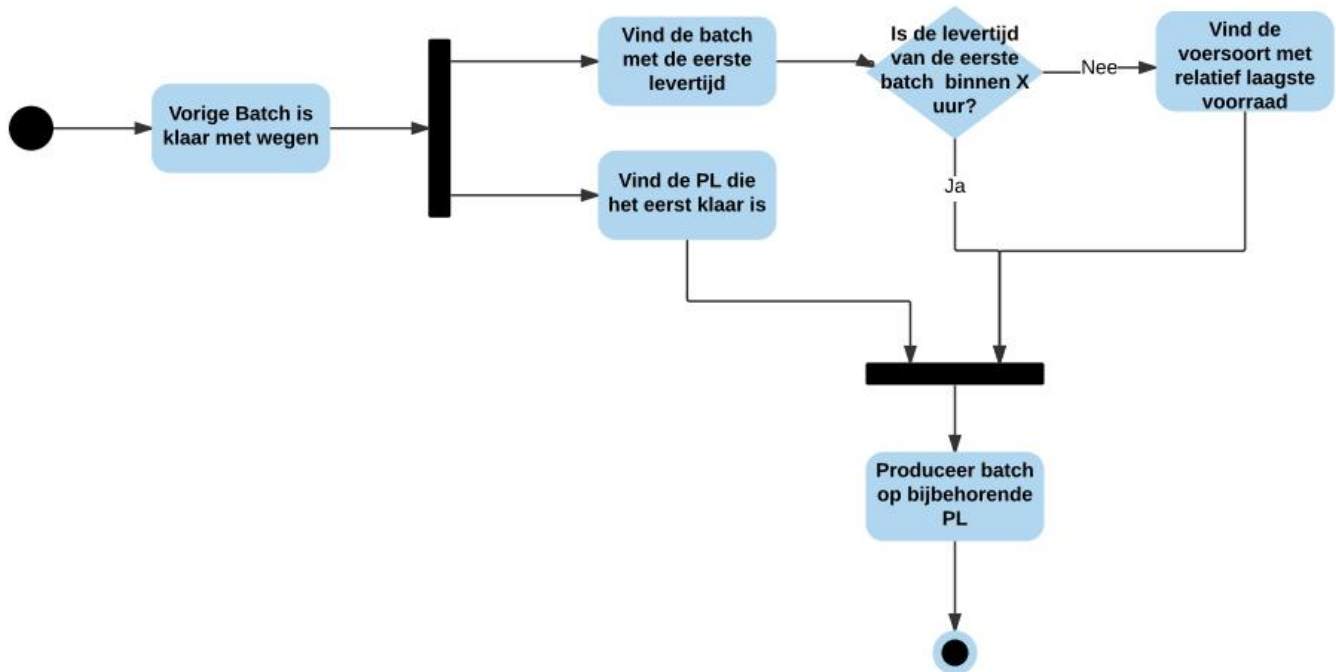 Vorige Batch is
klaar met wegen
Vind de batch
met de eerste
levertijd
Is de levertijd
van de eerste
batch binnen X
uur?
Nee
Vind de
voersoort met
relatief laagste
voorraad
Vind de PL die
het eerst klaar is
Ja
Produceer batch
op bijbehorende
PL